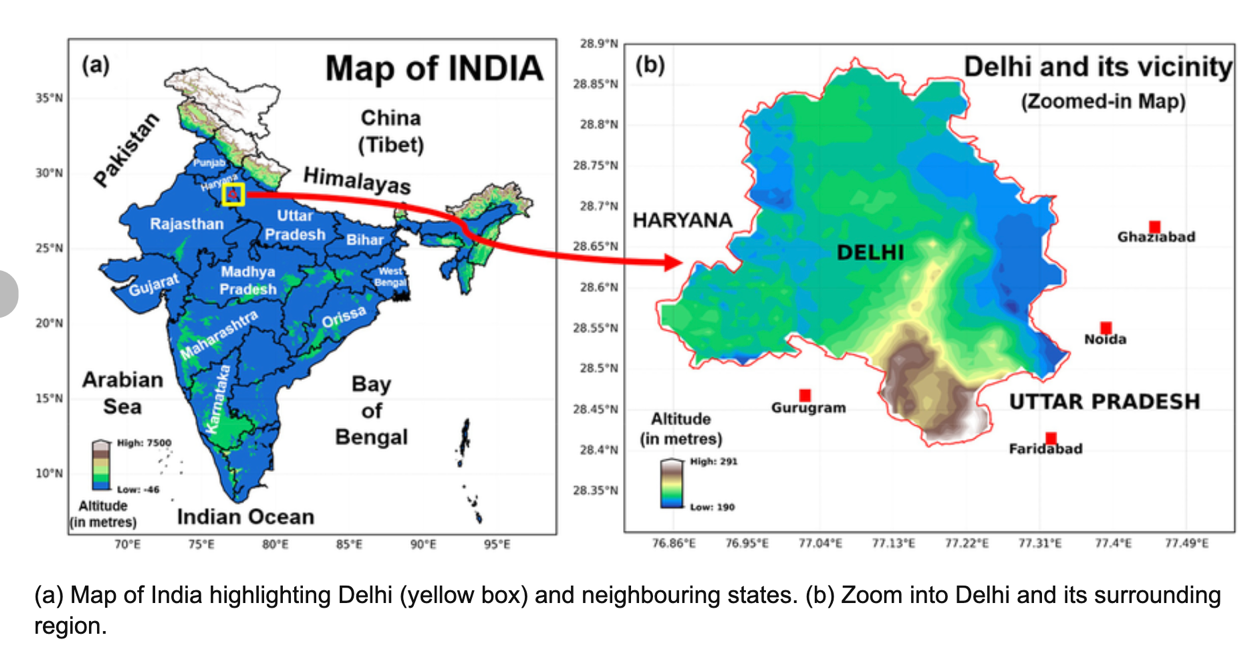 (a)
Map of INDIA
35°N
30°N
25°N
20°N
15°N
10°N
Pakistan
China
(Tibet)
Himalayas
Punjab
Haryana
Rajasthan
Uttar
Pradesh
Bihar
Gujarat
Madhya
Pradesh
West
Bengal
Maharashtra
Orissa
Karnataka
Arabian
Sea
Bay
of
Bengal
High: 7500
Low: -46
Altitude
(in metres)
Indian Ocean
70°E 75°E 80°E 85°E 90°E 95°E
(b)
Delhi and its vicinity
(Zoomed-in Map)
28.9°N
28.85°N
28.8°N
28.75°N
28.7°N
28.65°N
28.6°N
28.55°N
28.5°N
28.45°N
28.4°N
28.35°N
HARYANA
DELHI
Ghaziabad
Noida
Gurugram
UTTAR PRADESH
Faridabad
Altitude
(in metres)
High: 291
Low: 190
76.86°E 76.95°E 77.04°E 77.13°E 77.22°E 77.31°E 77.4°E 77.49°E
(a) Map of India highlighting Delhi (yellow box) and neighbouring states. (b) Zoom into Delhi and its surrounding
region.